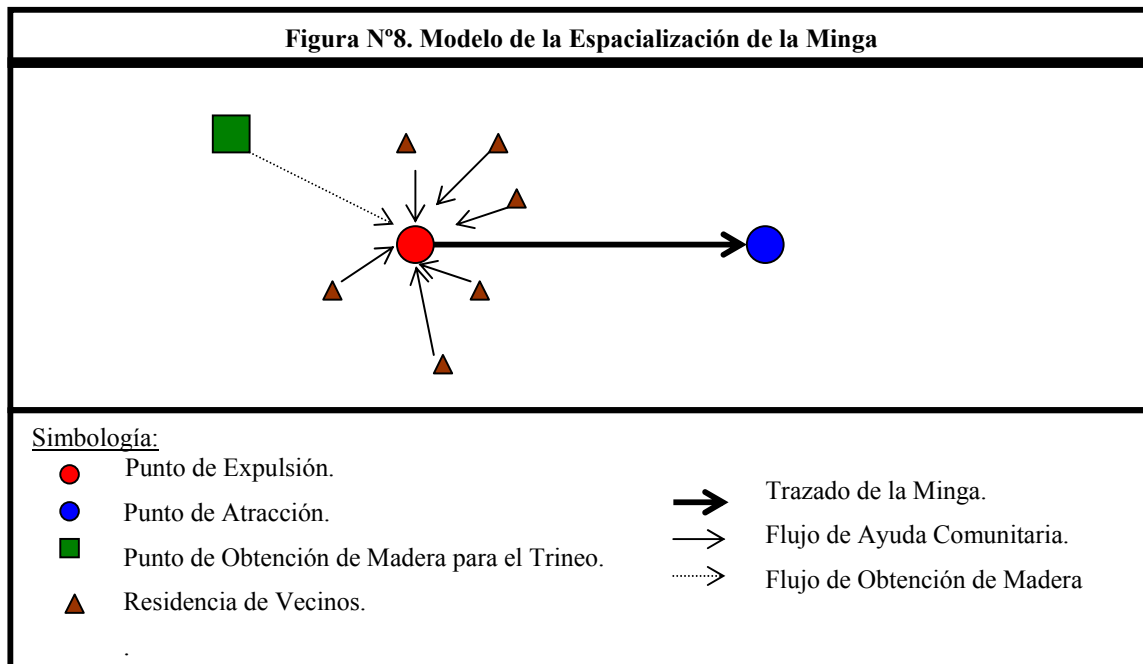 Figura Nº8. Modelo de la Espacialización de la Minga
Simbología:
Punto de Expulsión.
Punto de Atracción.
Punto de Obtención de Madera para el Trineo.
Residencia de Vecinos.
.
Trazado de la Minga.
Flujo de Ayuda Comunitaria.
Flujo de Obtención de Madera